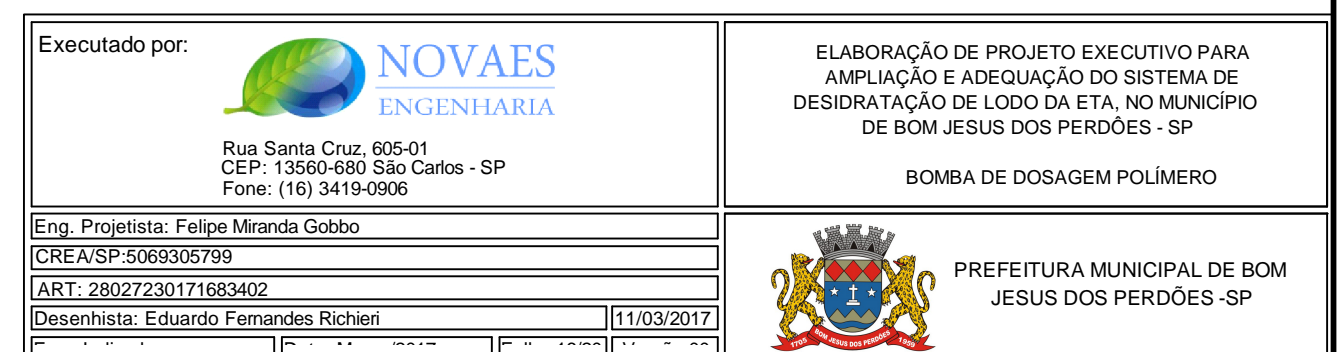 Executado por:
NOVAES
ENGENHARIA
Rua Santa Cruz, 605-01
CEP: 13560-680 São Carlos - SP
Fone: (16) 3419-0906
ELABORAÇÃO DE PROJETO EXECUTIVO PARA
AMPLIAÇÃO E ADEQUAÇÃO DO SISTEMA DE
DESIDRATAÇÃO DE LODO DA ETA, NO MUNICÍPIO
DE BOM JESUS DOS PERDÔES - SP
BOMBA DE DOSAGEM POLÍMERO
Eng. Projetista: Felipe Miranda Gobbo
CREA/SP:5069305799
ART: 28027230171683402
Desenhista: Eduardo Fernandes Richieri
11/03/2017
PREFEITURA MUNICIPAL DE BOM
JESUS DOS PERDÕES -SP
1705 BOM JESUS DOS PERDÕES 1959